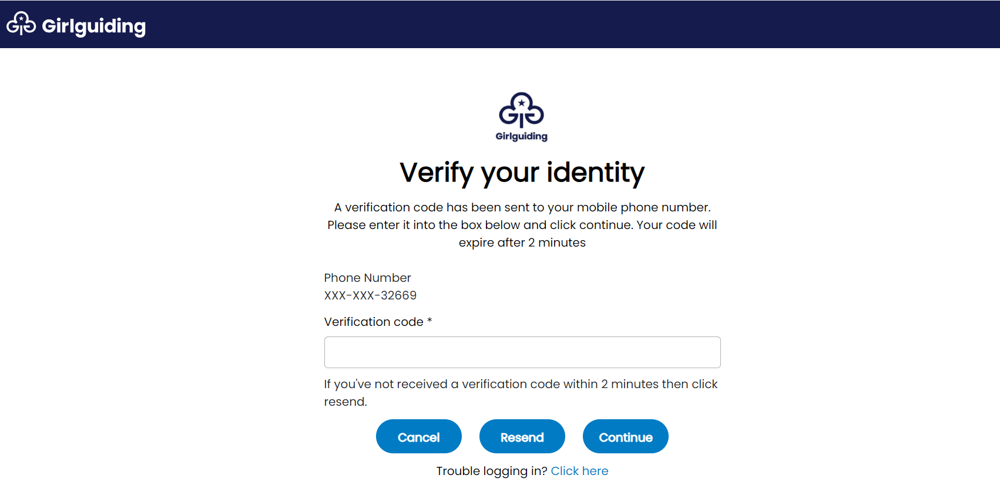 Girlguiding
Girlguiding
Verify your identity
A verification code has been sent to your mobile phone number.
Please enter it into the box below and click continue. Your code will
expire after 2 minutes
Phone Number
XXX-XXX-32669
Verification code *
If you've not received a verification code within 2 minutes then click
resend.
Cancel Resend Continue
Trouble logging in? Click here